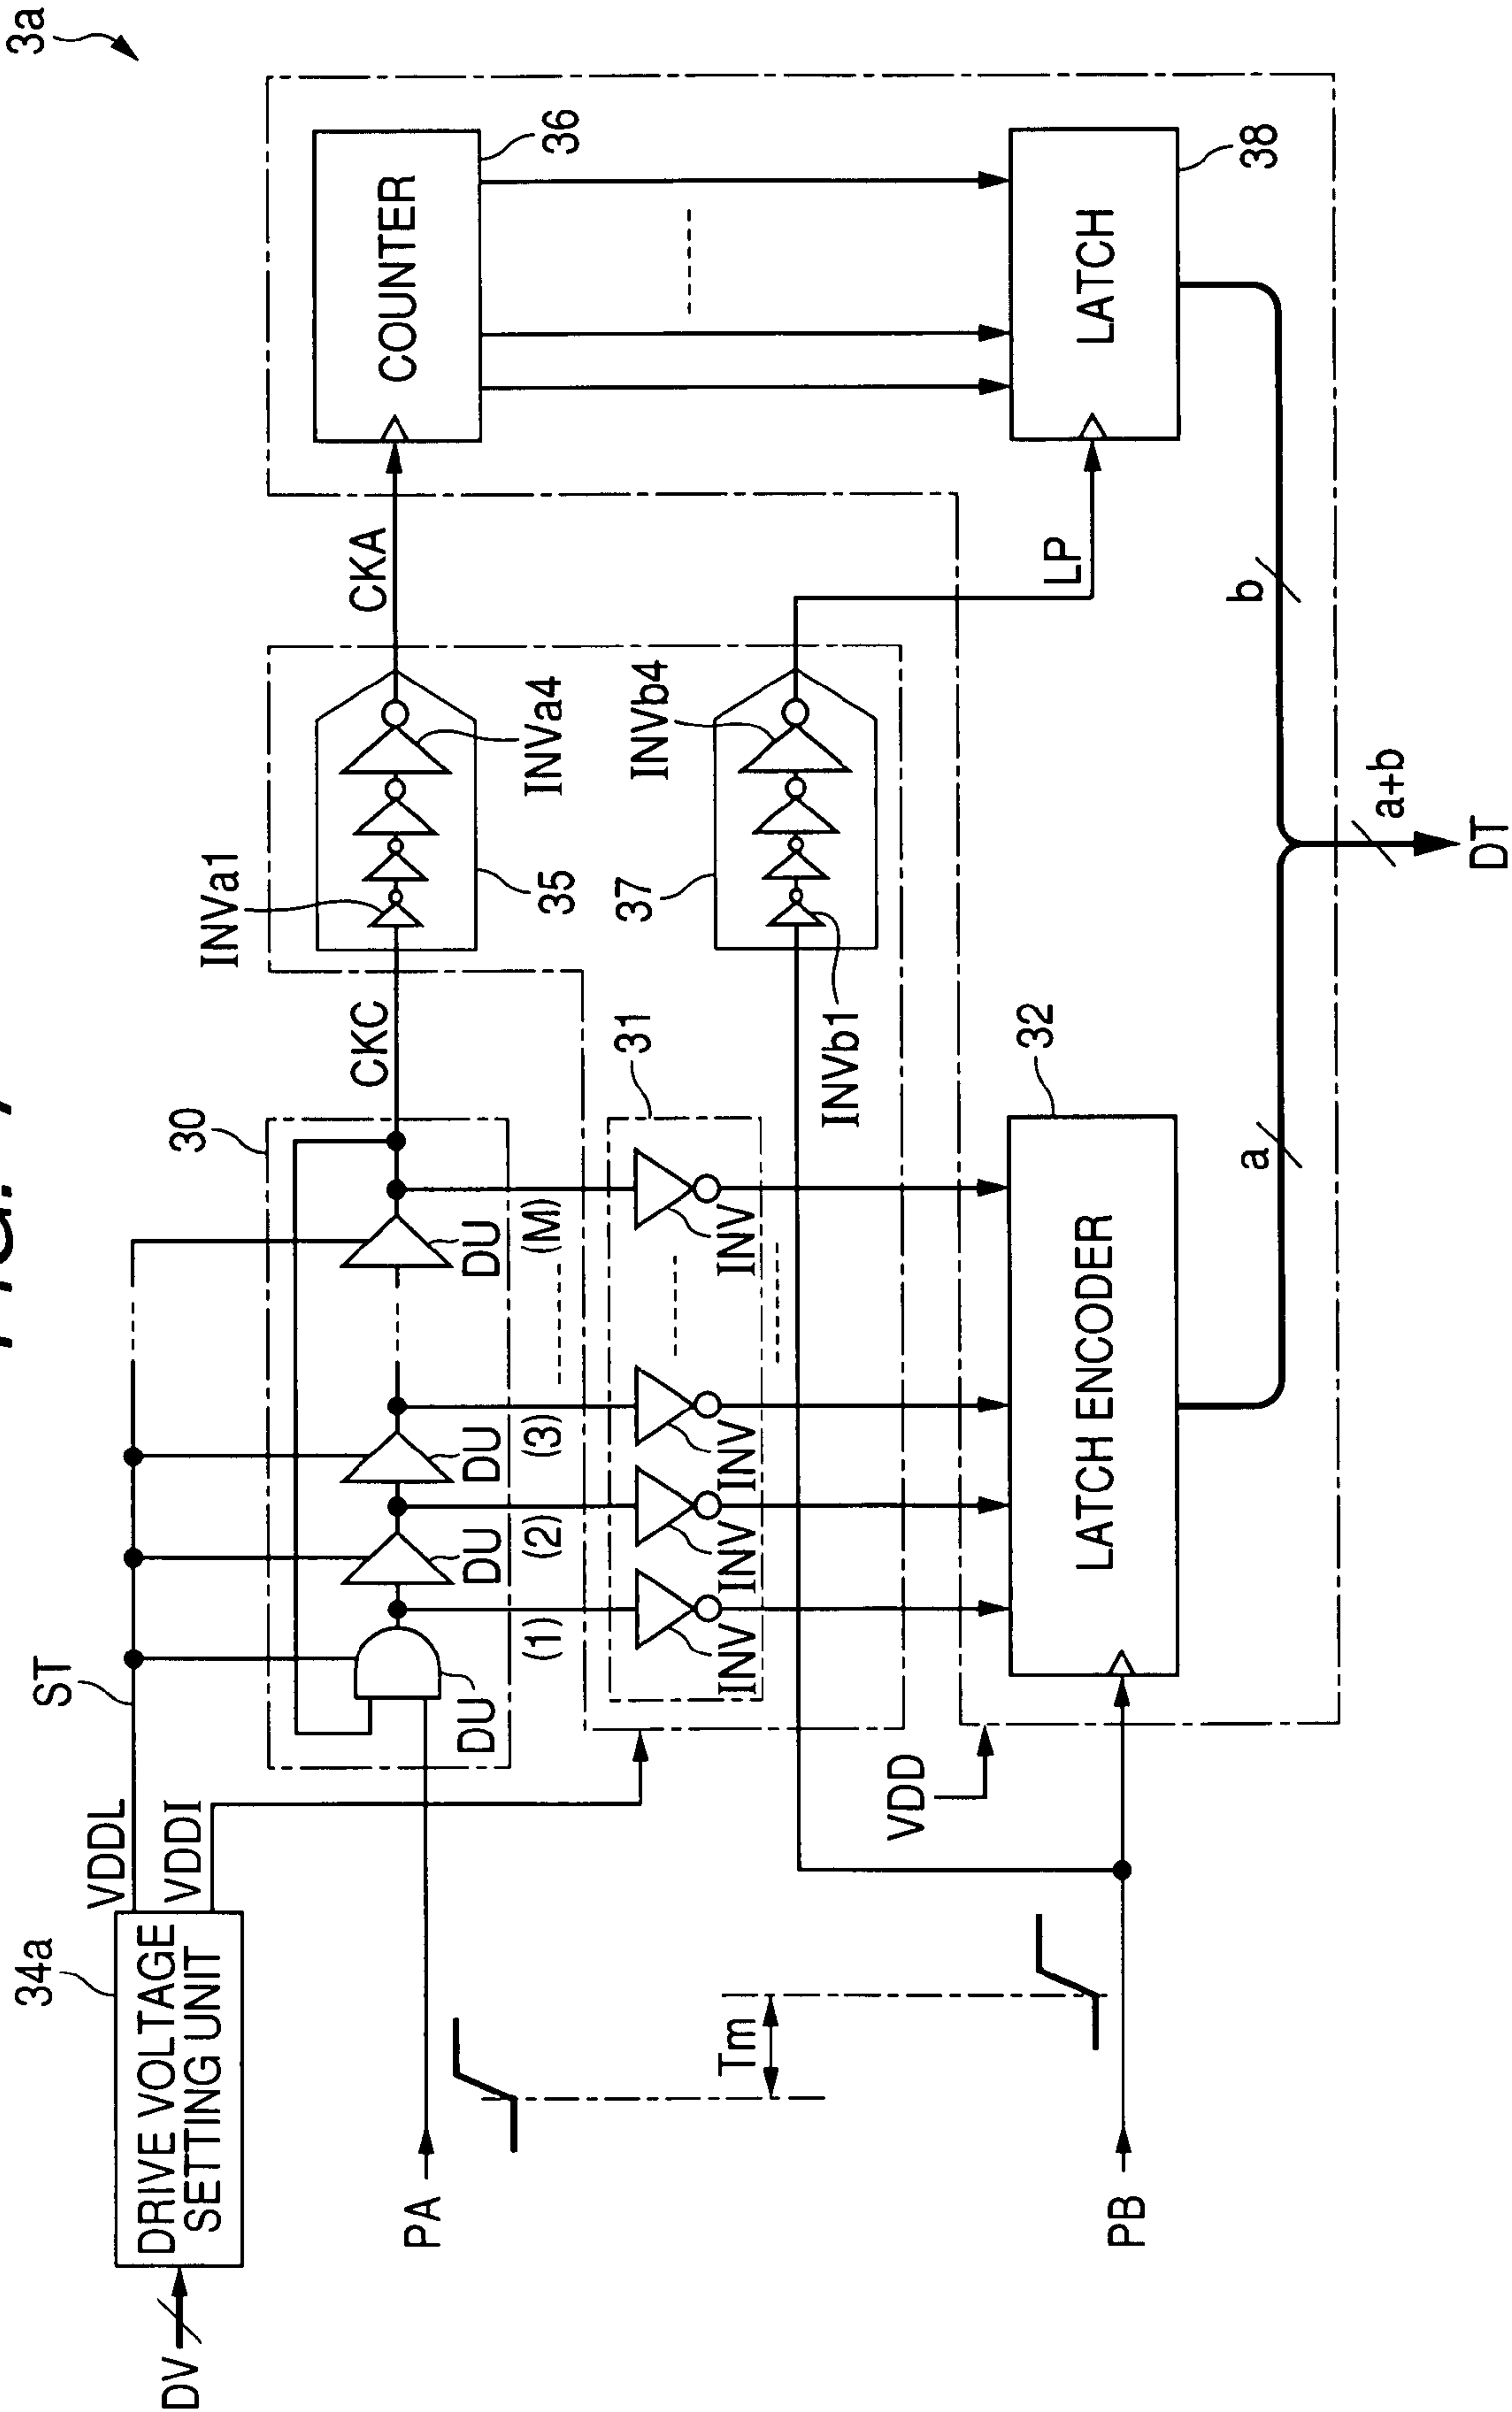 3a
34a
DRIVE VOLTAGE
SETTING UNIT
DV
VDDL
VDDI
ST
30
DU
DU
DU
DU
(1)
(2)
(3)
(M)
CKC
INVa1
INVa4
35
CKA
COUNTER
36
PA
31
INV
INV
INV
INV
37
INVb1
INVb4
LP
Tm
VDD
PB
LATCH ENCODER
32
LATCH
38
a
b
a+b
DT